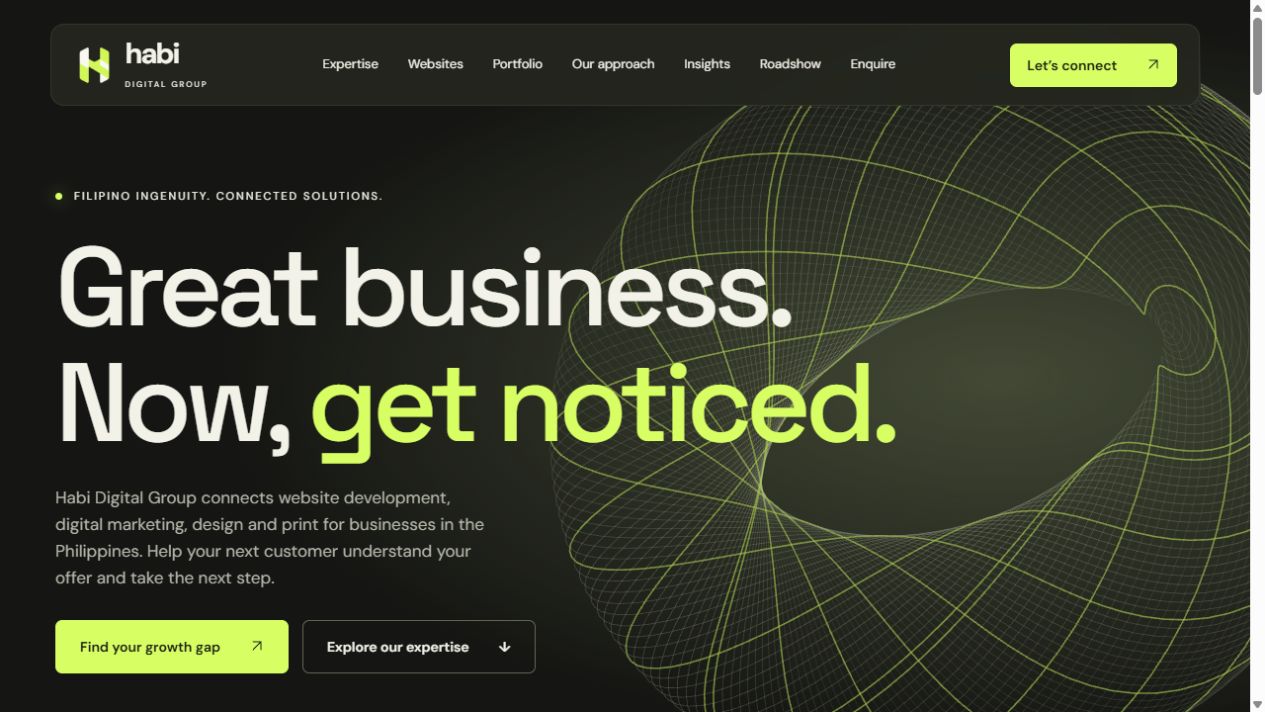 habi
DIGITAL GROUP
Expertise
Websites
Portfolio
Our approach
Insights
Roadshow
Enquire
Let’s connect
FILIPINO INGENUITY. CONNECTED SOLUTIONS.
Great business.
Now, get noticed.
Habi Digital Group connects website development,
digital marketing, design and print for businesses in the
Philippines. Help your next customer understand your
offer and take the next step.
Find your growth gap
Explore our expertise